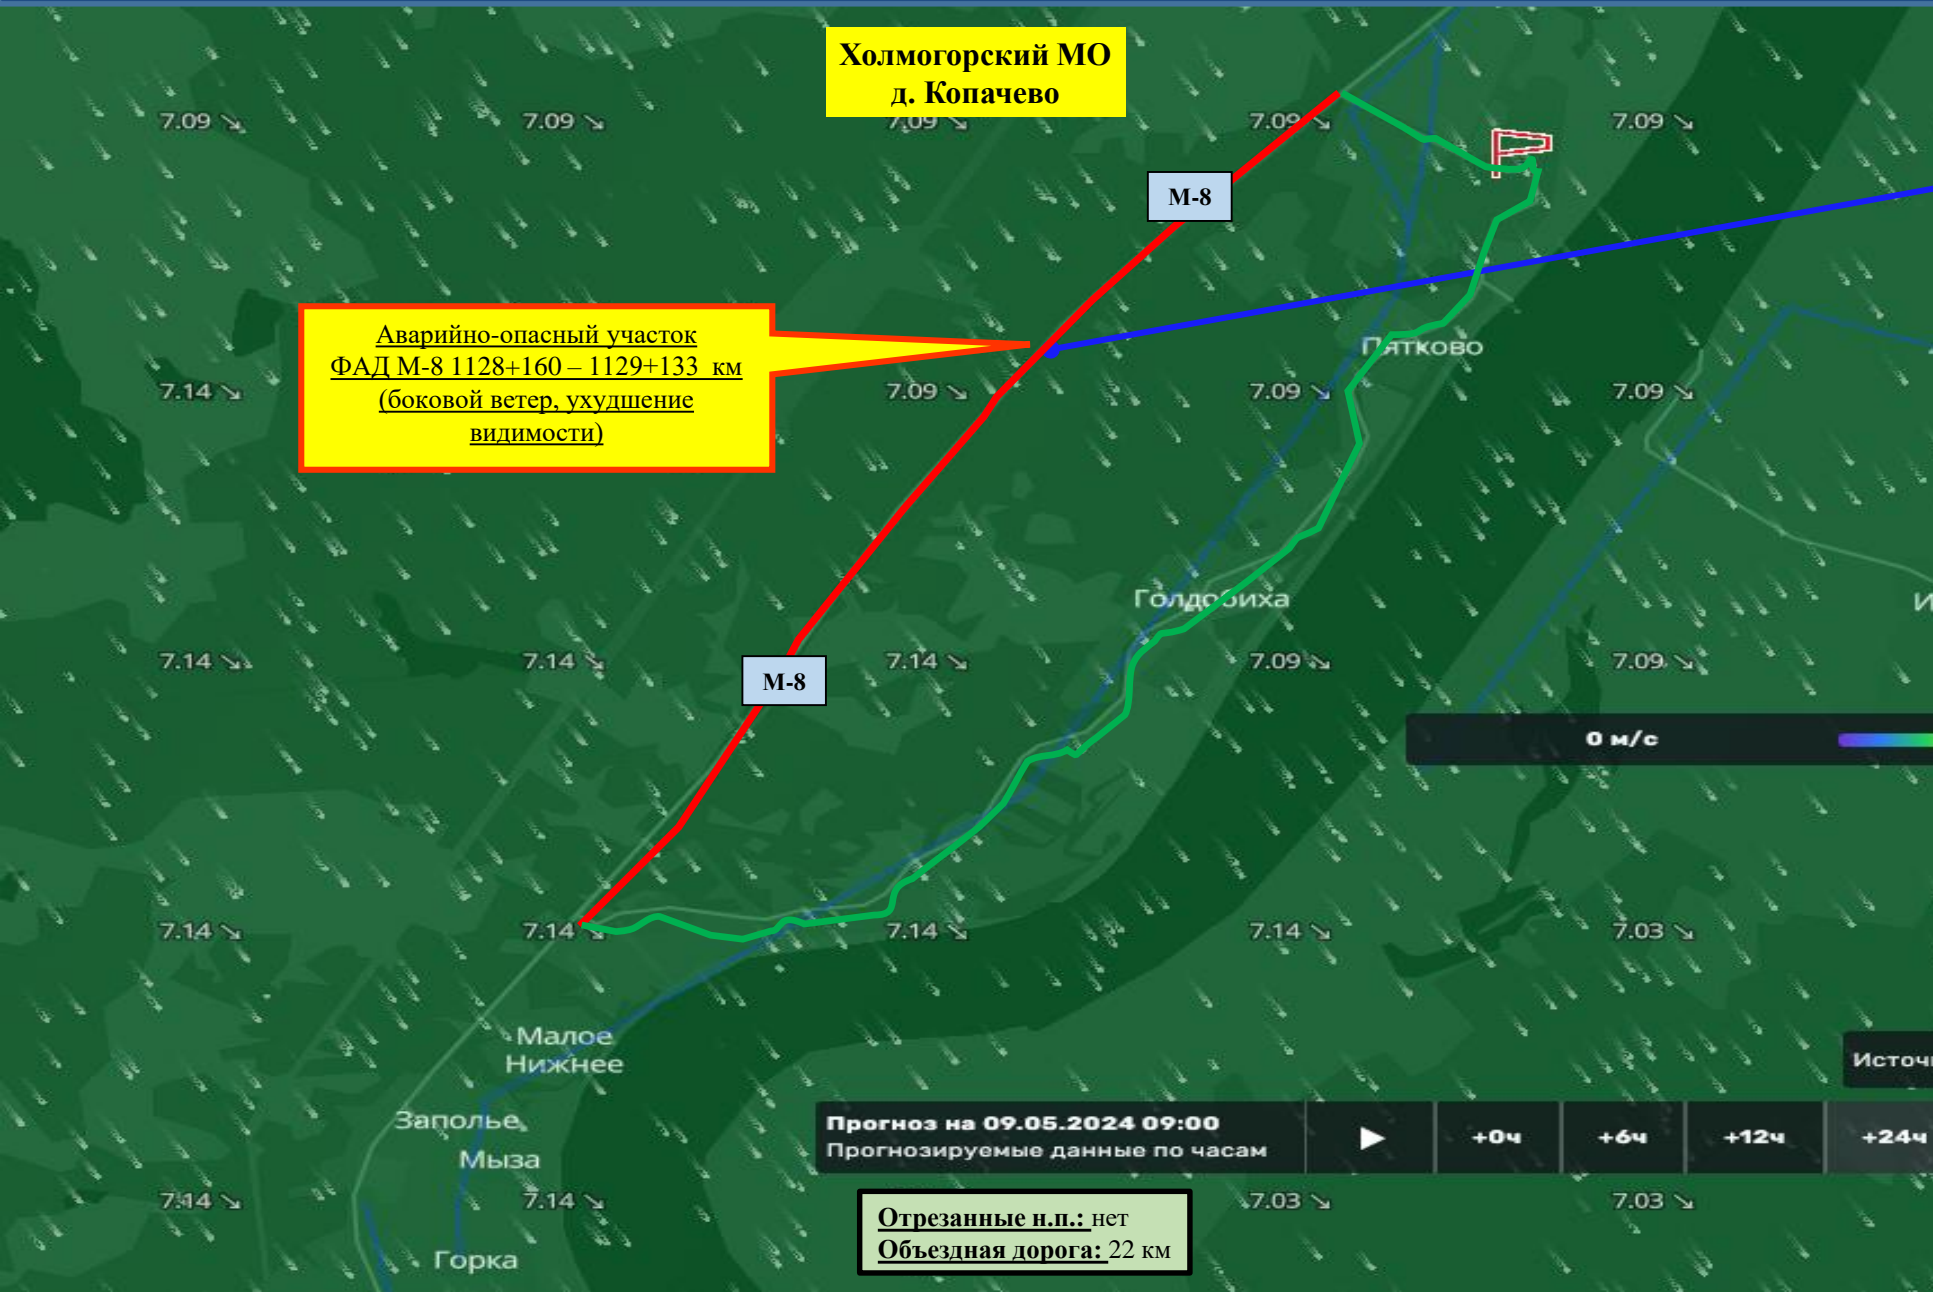 Холмогорский МО
д. Копачево
7.09
7.09
7.09
7.09
7.09
М-8
Аварийно-опасный участок
ФАД М-8 1128+160 – 1129+133 км
(боковой ветер, ухудшение
видимости)
Пятково
7.14
7.09
7.09
7.09
Голдобиха
7.14
7.14
7.14
7.09
7.09
М-8
0 м/с
7.14
7.14
7.14
7.14
7.03
Малое
Нижнее
Заполье
Мыза
Прогноз на 09.05.2024 09:00
Прогнозируемые данные по часам
+0ч
+6ч
+12ч
+24ч
7.14
7.14
7.03
7.03
Отрезанные н.п.: нет
Объездная дорога: 22 км
Горка